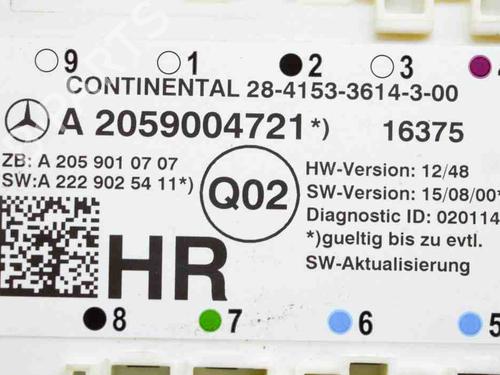 9 1 2 3 4
CONTINENTAL 28-4153-3614-3-00
A 2059004721*) 16375
ZB: A 205 901 07 07
SW:A 222 902 54 11*)
Q02
HW-Version: 12/48
SW-Version: 15/08/00*
Diagnostic ID: 020114
*)gueltig bis zu evtl.
SW-Aktualisierung
HR
8 7 6 5